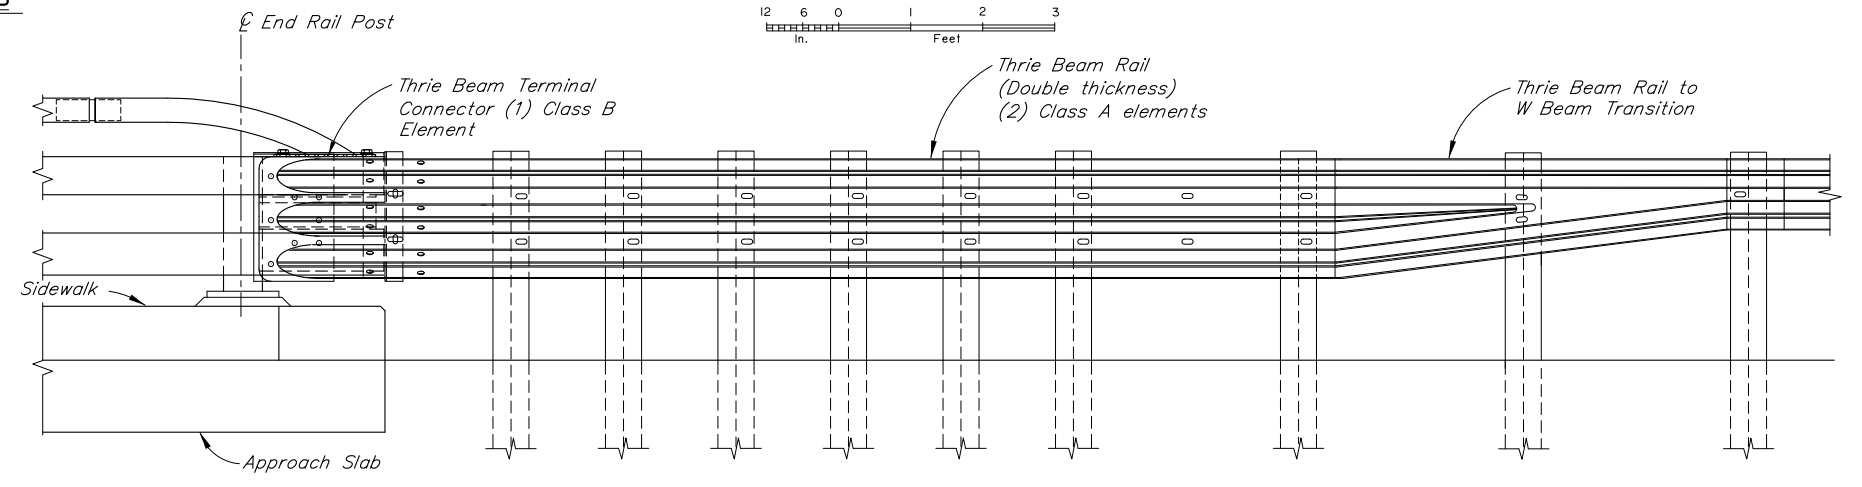 ℄ End Rail Post
12 6 0 1 2 3
In. Feet
Thrie Beam Terminal
Connector (1) Class B
Element
Thrie Beam Rail
(Double thickness)
(2) Class A elements
Thrie Beam Rail to
W Beam Transition
Sidewalk
Approach Slab